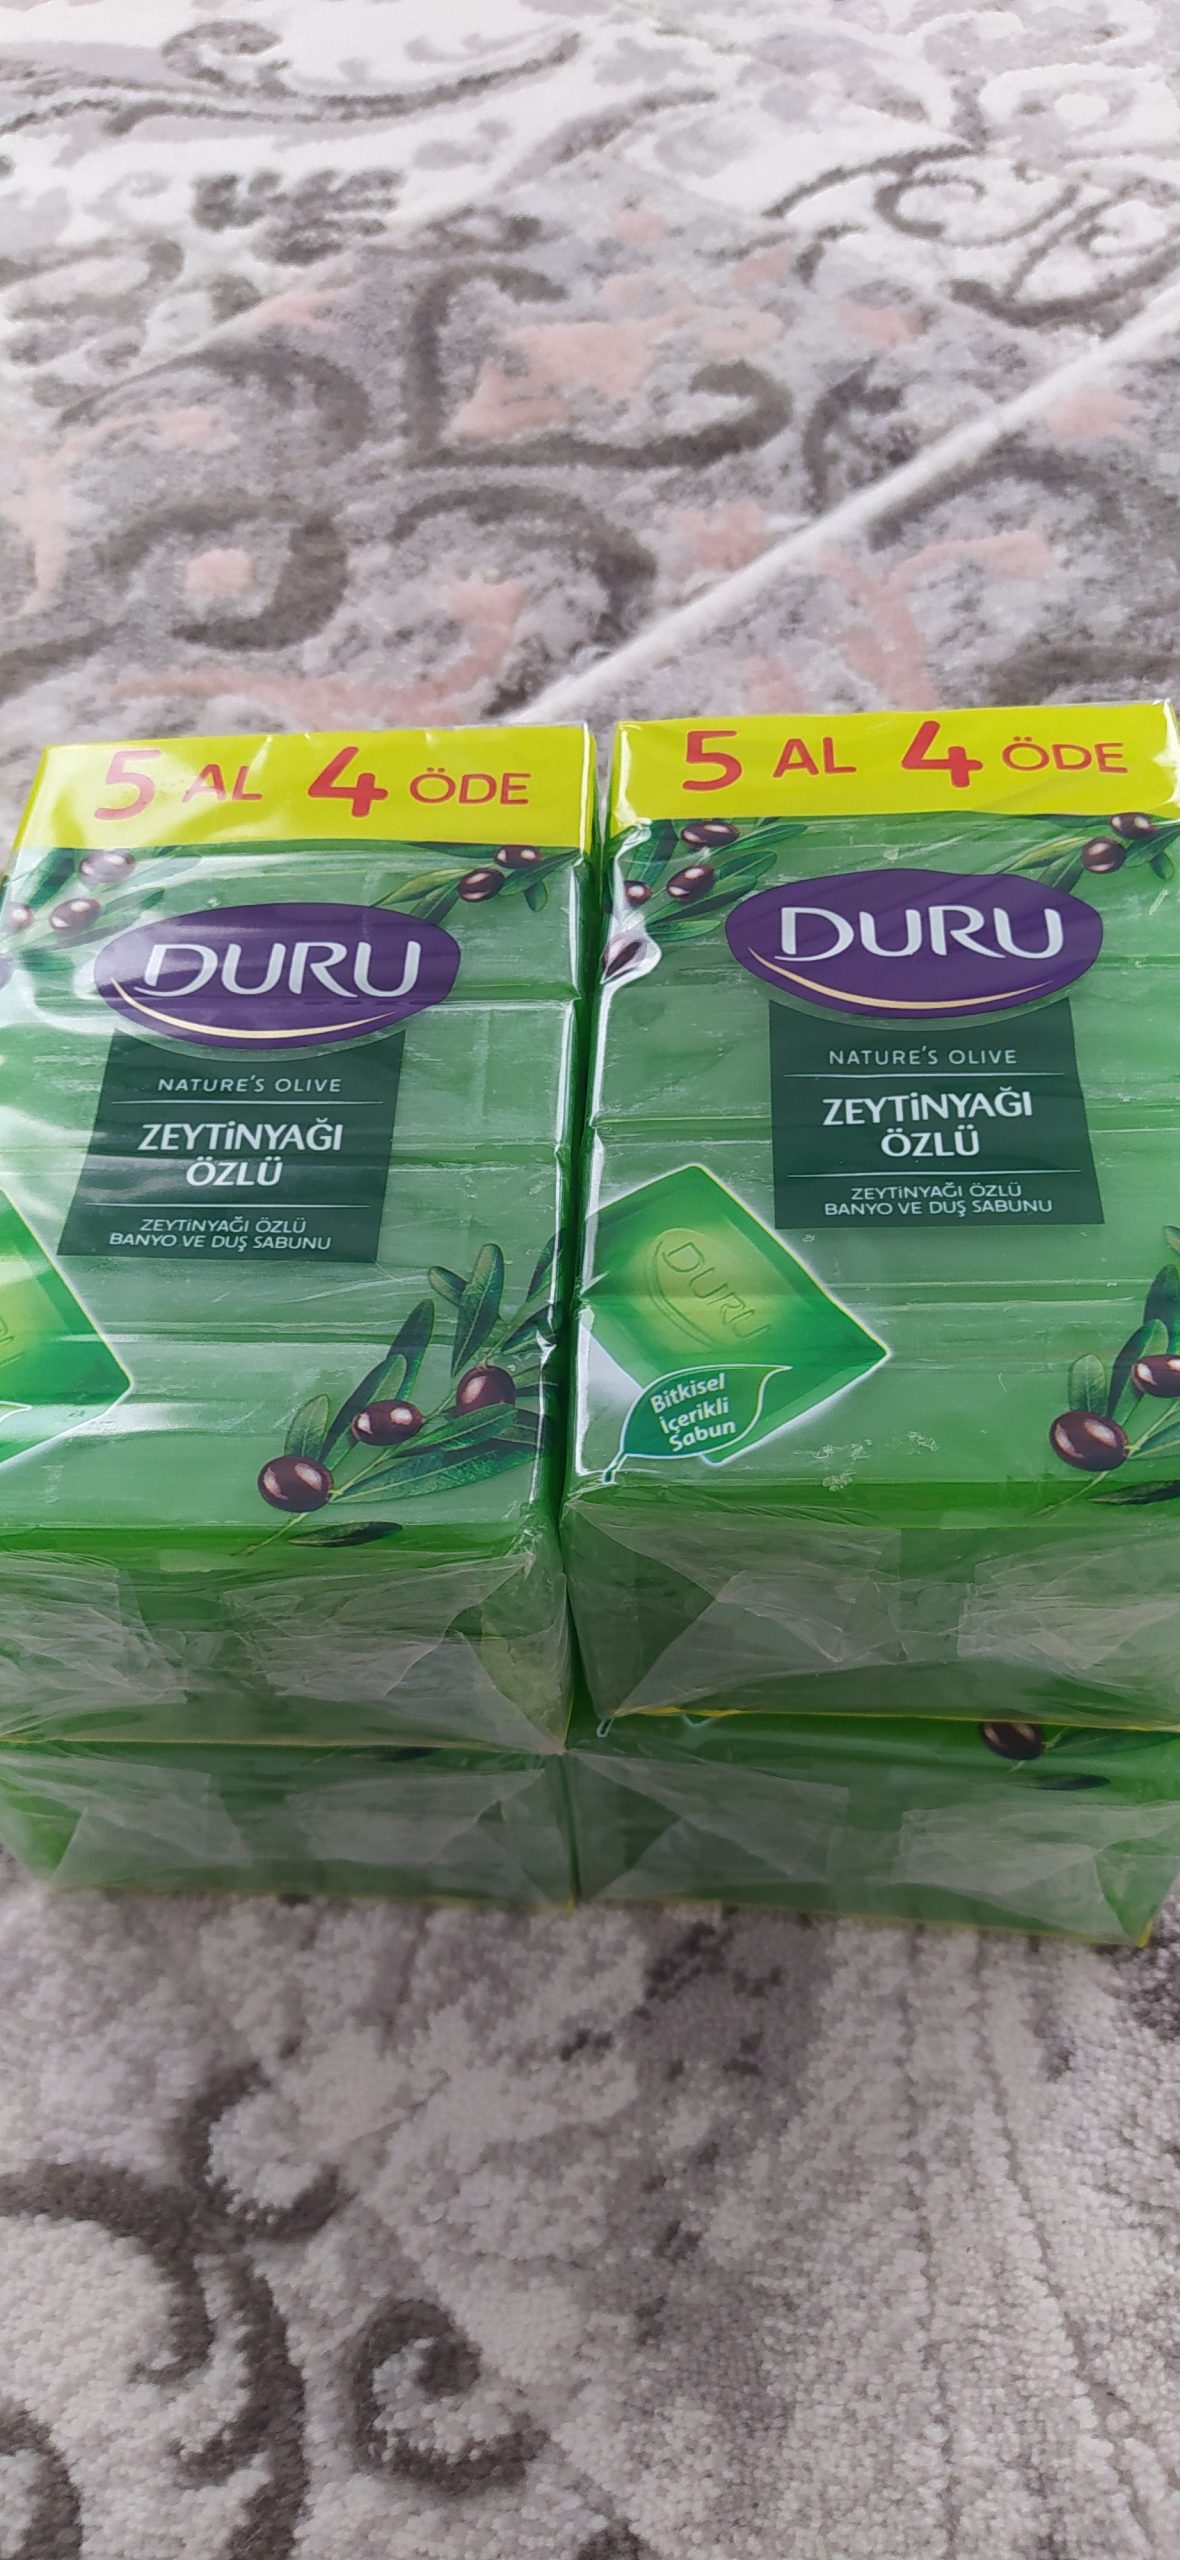 5 AL 4 ÖDE
DURU
NATURE'S OLIVE
ZEYTİNYAĞI
ÖZLÜ
ZEYTİNYAĞI ÖZLÜ
BANYO VE DUŞ SABUNU
5 AL 4 ÖDE
DURU
NATURE'S OLIVE
ZEYTİNYAĞI
ÖZLÜ
ZEYTİNYAĞI ÖZLÜ
BANYO VE DUŞ SABUNU
DURU
Bitkisel
İçerikli
Sabun